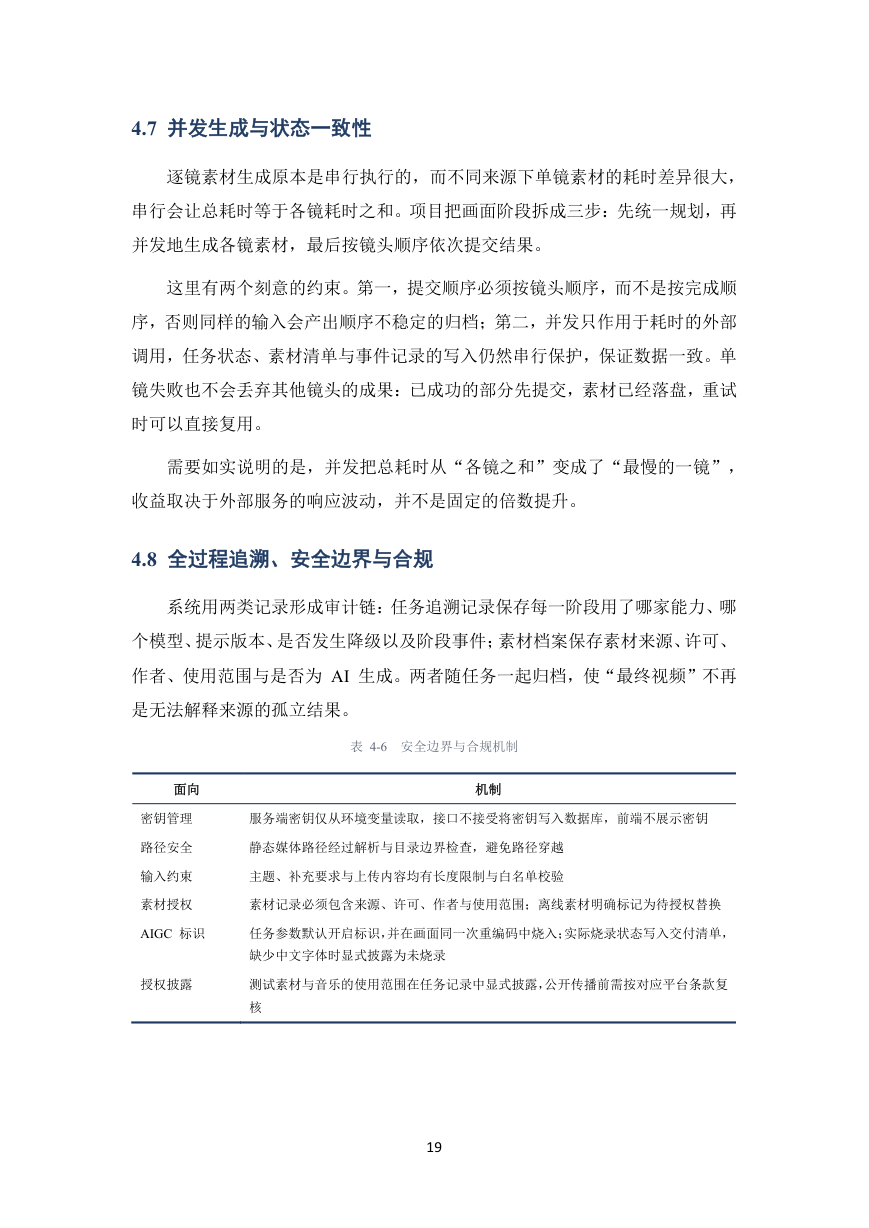 4.7 并发生成与状态一致性
逐镜素材生成原本是串行执行的，而不同来源下单镜素材的耗时差异很大，
串行会让总耗时等于各镜耗时之和。项目把画面阶段拆成三步：先统一规划，再
并发地生成各镜素材，最后按镜头顺序依次提交结果。
这里有两个刻意的约束。第一，提交顺序必须按镜头顺序，而不是按完成顺
序，否则同样的输入会产出顺序不稳定的归档；第二，并发只作用于耗时的外部
调用，任务状态、素材清单与事件记录的写入仍然串行保护，保证数据一致。单
镜失败也不会丢弃其他镜头的成果：已成功的部分先提交，素材已经落盘，重试
时可以直接复用。
需要如实说明的是，并发把总耗时从“各镜之和”变成了“最慢的一镜”，
收益取决于外部服务的响应波动，并不是固定的倍数提升。
4.8 全过程追溯、安全边界与合规
系统用两类记录形成审计链：任务追溯记录保存每一阶段用了哪家能力、哪
个模型、提示版本、是否发生降级以及阶段事件；素材档案保存素材来源、许可、
作者、使用范围与是否为 AI 生成。两者随任务一起归档，使“最终视频”不再
是无法解释来源的孤立结果。
表 4-6 安全边界与合规机制
面向 机制
密钥管理 服务端密钥仅从环境变量读取，接口不接受将密钥写入数据库，前端不展示密钥
路径安全 静态媒体路径经过解析与目录边界检查，避免路径穿越
输入约束 主题、补充要求与上传内容均有长度限制与白名单校验
素材授权 素材记录必须包含来源、许可、作者与使用范围；离线素材明确标记为待授权替换
AIGC 标识 任务参数默认开启标识，并在画面同一次重编码中烧入；实际烧录状态写入交付清单，
缺少中文字体时显式披露为未烧录
授权披露 测试素材与音乐的使用范围在任务记录中显式披露，公开传播前需按对应平台条款复
核
19